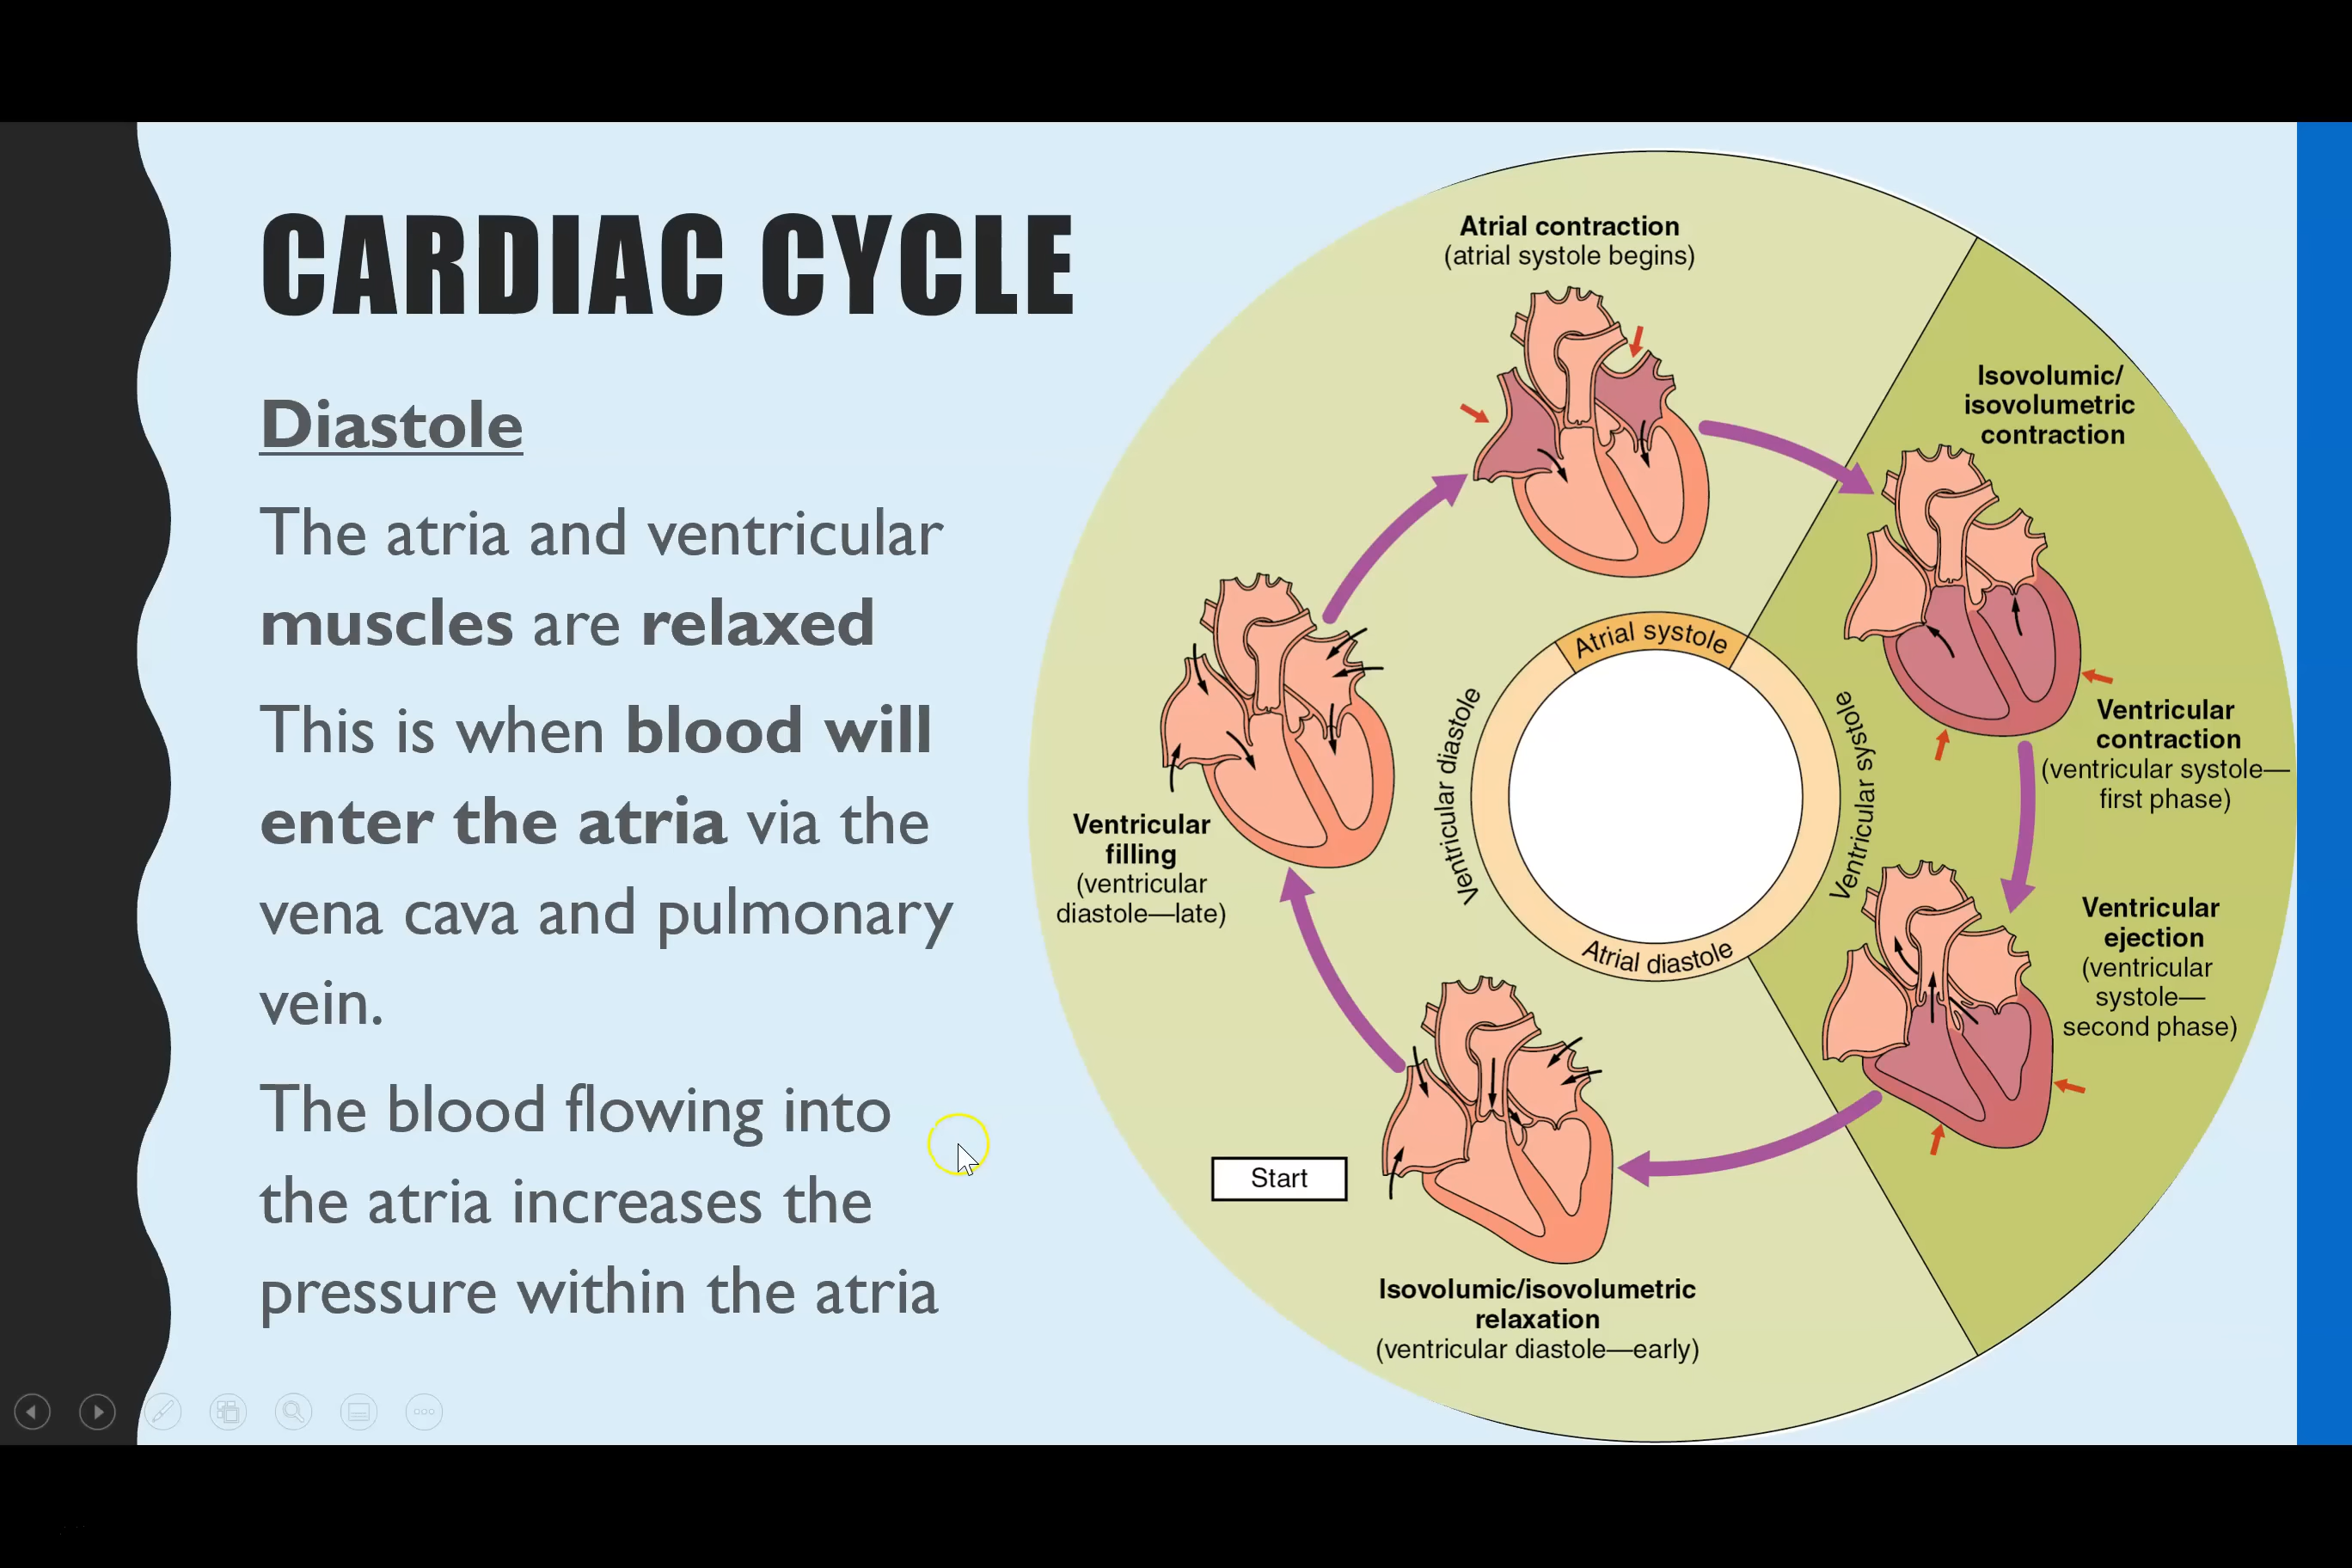 CARDIAC CYCLE
Diastole
The atria and ventricular
muscles are relaxed
This is when blood will
enter the atria via the
vena cava and pulmonary
vein.
The blood flowing into
the atria increases the
pressure within the atria
Atrial contraction
(atrial systole begins)
Isovolumic/
isovolumetric
contraction
Ventricular
contraction
(ventricular systole—
first phase)
Ventricular
ejection
(ventricular
systole—
second phase)
Isovolumic/isovolumetric
relaxation
(ventricular diastole—early)
Start
Ventricular
filling
(ventricular
diastole—late)
Atrial systole
Ventricular systole
Atrial diastole
Ventricular diastole